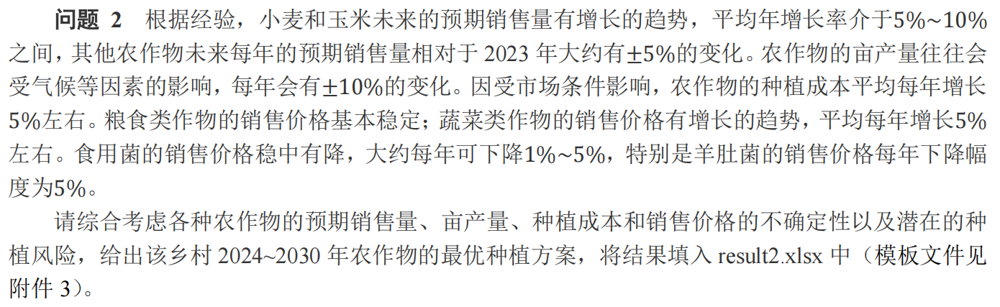 问题 2 根据经验，小麦和玉米未来的预期销售量有增长的趋势，平均年增长率介于5%~10%
之间，其他农作物未来每年的预期销售量相对于 2023 年大约有±5%的变化。农作物的亩产量往往会
受气候等因素的影响，每年会有±10%的变化。因受市场条件影响，农作物的种植成本平均每年增长
5%左右。粮食类作物的销售价格基本稳定；蔬菜类作物的销售价格有增长的趋势，平均每年增长5%
左右。食用菌的销售价格稳中有降，大约每年可下降1%~5%，特别是羊肚菌的销售价格每年下降幅
度为5%。
请综合考虑各种农作物的预期销售量、亩产量、种植成本和销售价格的不确定性以及潜在的种
植风险，给出该乡村 2024~2030 年农作物的最优种植方案，将结果填入 result2.xlsx 中（模板文件见
附件 3）。